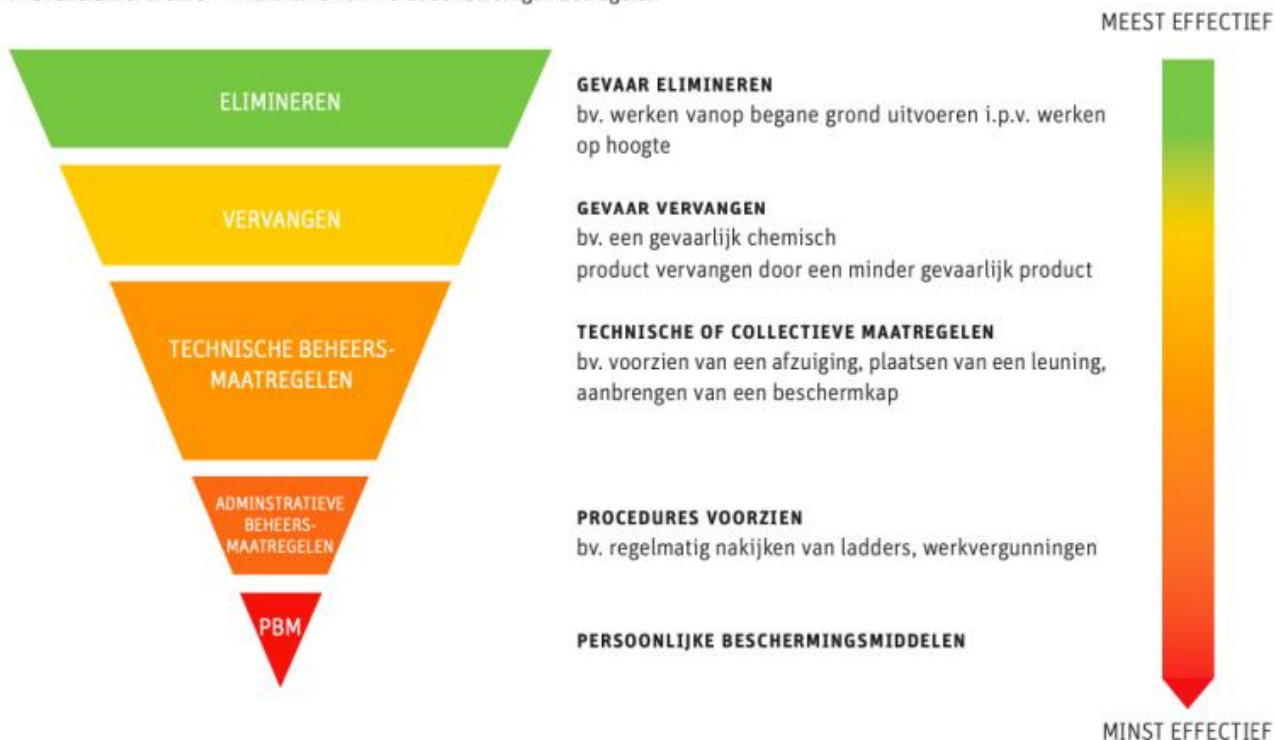 MEEST EFFECTIEF
ELIMINEREN
GEVAAR ELIMINEREN
bv. werken vanop begane grond uitvoeren i.p.v. werken
op hoogte
VERVANGEN
GEVAAR VERVANGEN
bv. een gevaarlijk chemisch
product vervangen door een minder gevaarlijk product
TECHNISCHE BEHEERS-
MAATREGELEN
TECHNISCHE OF COLLECTIEVE MAATREGELEN
bv. voorzien van een afzuiging, plaatsen van een leuning,
aanbrengen van een beschermkap
ADMINSTRATIEVE
BEHEERS-
MAATREGELEN
PROCEDURES VOORZIEN
bv. regelmatig nakijken van ladders, werkvergunningen
PBM
PERSOONLIJKE BESCHERMINGSMIDDELEN
MINST EFFECTIEF